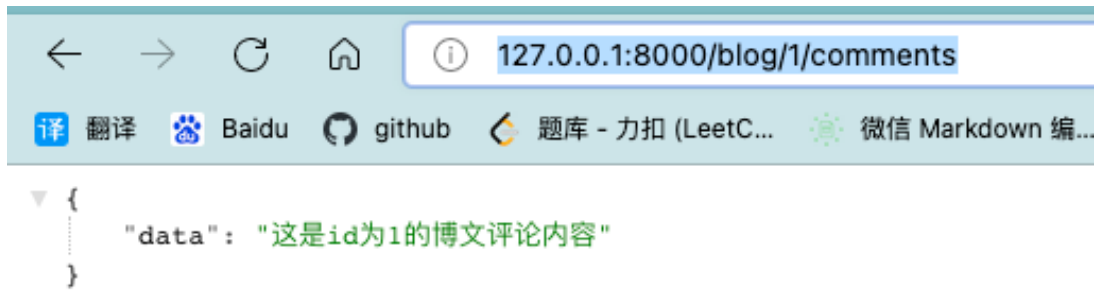 127.0.0.1:8000/blog/1/comments
译 翻译 du Baidu github 题库 - 力扣 (LeetC... 微信 Markdown 编...
{
"data": "这是id为1的博文评论内容"
}